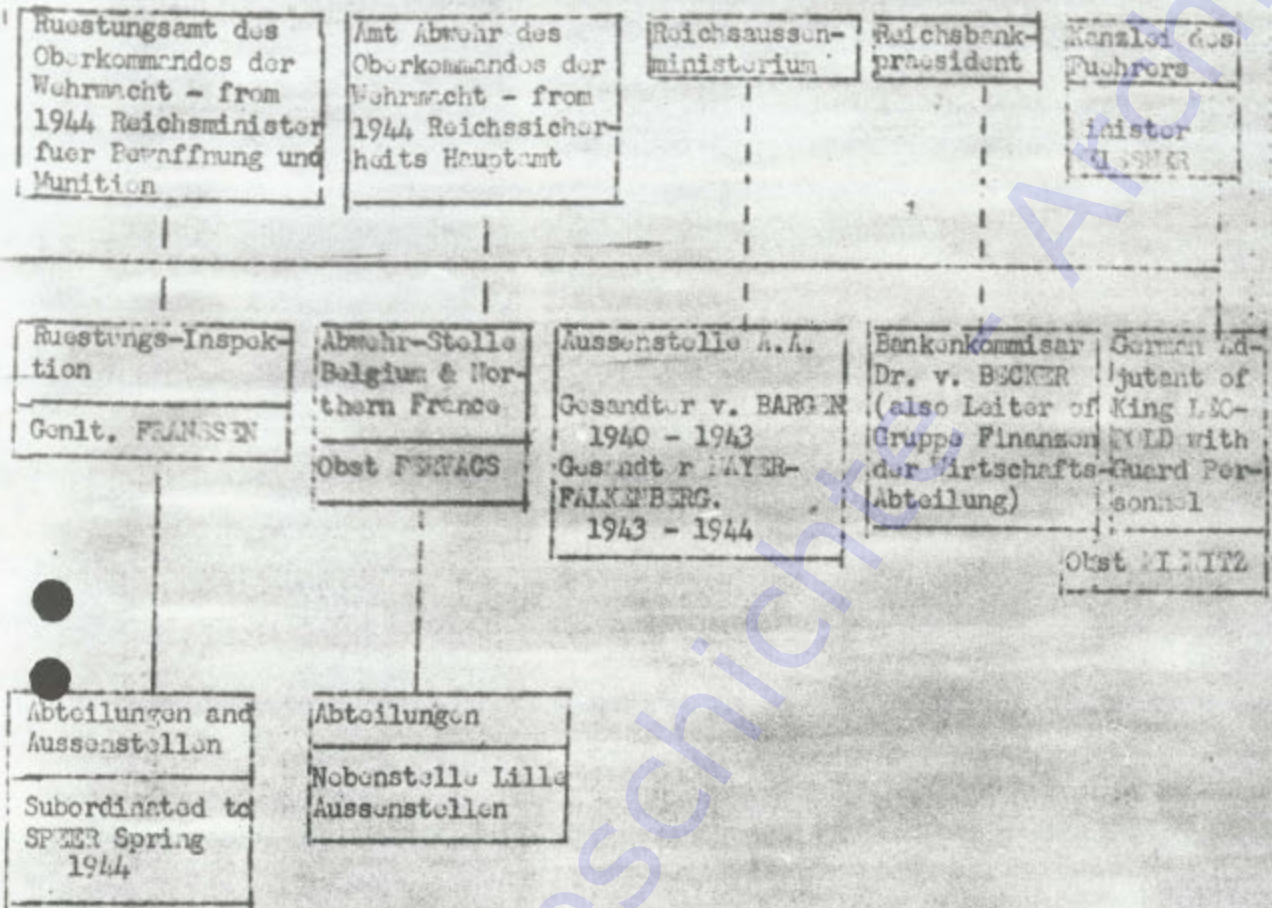 Ruestungsamt des
Oberkommandos der
Wehrmacht - from
1944 Reichsminister
fuer Bewaffnung und
Munition
Amt Abwehr des
Oberkommandos der
Wehrmacht - from
1944 Reichssicher-
heits Hauptamt
Reichsaussen-
ministerium
Reichsbank-
praesident
Kanzlei des
Fuehrers
Ruestungs-Inspek-
tion
Genlt. FRANSSEN
Abwehr-Stelle
Belgium & Nor-
thern France
Obst
Aussenstelle A.A.
Gesandter v. BARGEN
1940 - 1943
Gesandter MAYER-
FALKENBERG.
1943 - 1944
Bankenkommisar
Dr. v. BECKER
(also Leiter of
Gruppe Finanzen
der Wirtschafts-
Abteilung)
German Ad-
jutant of
King LEO-
POLD with
Guard Per-
sonnel
Obst
Abteilungen and
Aussenstellen
Subordinated to
SPEER Spring
1944
Abteilungen
Nebenstelle Lille
Aussenstellen